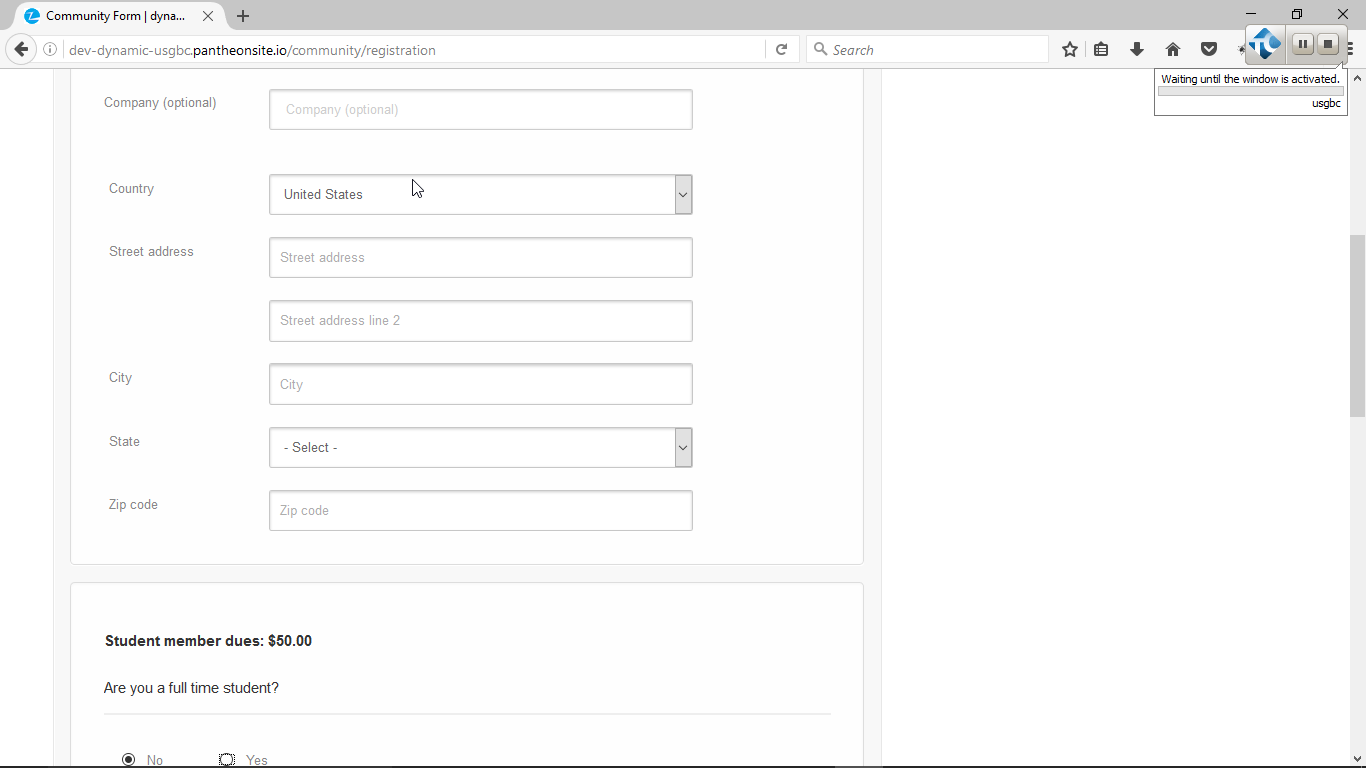 Community Form | dyna...
dev-dynamic-usgbc.pantheonsite.io/community/registration
Search
Waiting until the window is activated.
usgbc
Company (optional)
Company (optional)
Country
United States
Street address
Street address
Street address line 2
City
City
State
- Select -
Zip code
Zip code
Student member dues: $50.00
Are you a full time student?
No
Yes